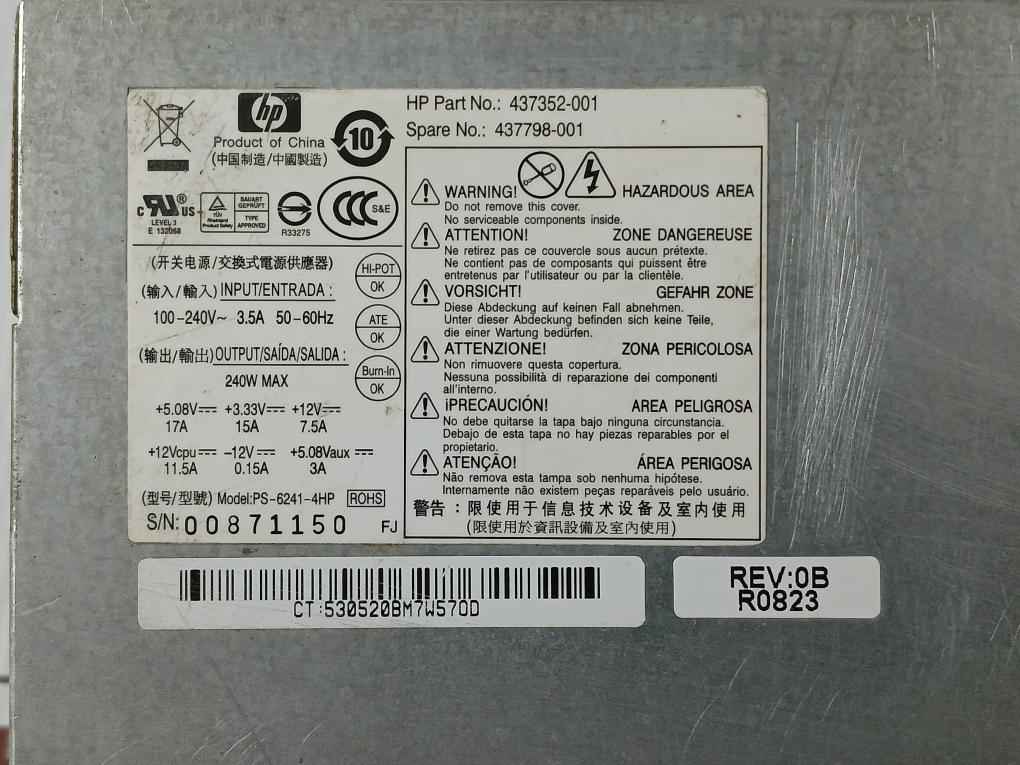 hp
Product of China
(中国制造/中國製造)
10
HP Part No.: 437352-001
Spare No.: 437798-001
C RU US
LEVEL 3
E 132068
TÜV
Rheinland
Product Safety
BAUART
GEPRÜFT
TYPE
APPROVED
R33275
CCC
S&E
(开关电源/交換式電源供應器)
(输入/輸入) INPUT/ENTRADA :
100-240V~ 3.5A 50-60Hz
(输出/輸出) OUTPUT/SAÍDA/SALIDA :
240W MAX
+5.08V +3.33V +12V
17A 15A 7.5A
+12Vcpu -12V +5.08Vaux
11.5A 0.15A 3A
HI-POT
OK
ATE
OK
Burn-In
OK
(型号/型號) Model:PS-6241-4HP ROHS
S/N: 00871150 FJ
WARNING! HAZARDOUS AREA
Do not remove this cover.
No serviceable components inside.
ATTENTION! ZONE DANGEREUSE
Ne retirez pas ce couvercle sous aucun prétexte.
Ne contient pas de composants qui puissent être
entretenus par l'utilisateur ou par la clientèle.
VORSICHT! GEFAHR ZONE
Diese Abdeckung auf keinen Fall abnehmen.
Unter dieser Abdeckung befinden sich keine Teile,
die einer Wartung bedürfen.
ATTENZIONE! ZONA PERICOLOSA
Non rimuovere questa copertura.
Nessuna possibilità di reparazione dei componenti
all'interno.
¡PRECAUCIÓN! AREA PELIGROSA
No debe quitarse la tapa bajo ninguna circunstancia.
Debajo de esta tapa no hay piezas reparables por el
propietario.
ATENÇÃO! ÁREA PERIGOSA
Não remova esta tampa sob nenhuma hipótese.
Internamente não existem peças reparáveis pelo usuário.
警告：限使用于信息技术设备及室内使用
(限使用於資訊設備及室內使用)
CT:530520BM7W570D
REV:0B
R0823